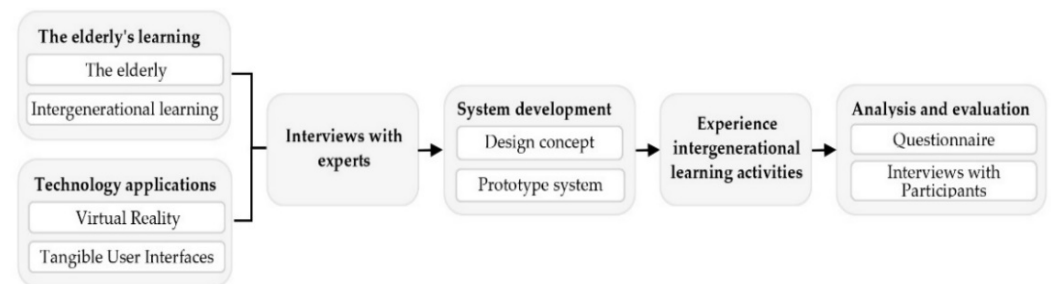 The elderly's learning
The elderly
Intergenerational learning
Technology applications
Virtual Reality
Tangible User Interfaces
Interviews with
experts
System development
Design concept
Prototype system
Experience
intergenerational
learning activities
Analysis and evaluation
Questionnaire
Interviews with
Participants